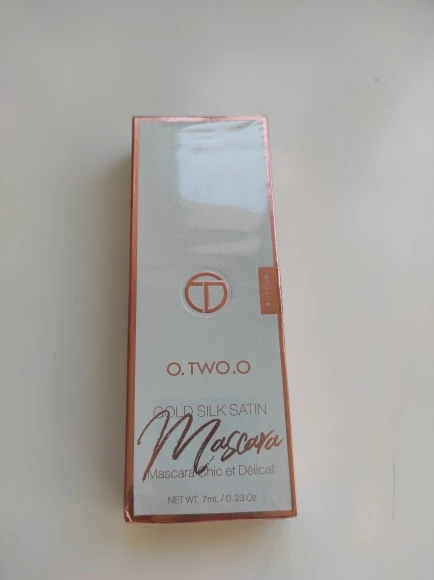 O.TWO.O
GOLD SILK SATIN
Mascara
Mascara Chic et Délicat
NET WT. 7mL / 0.23 Oz